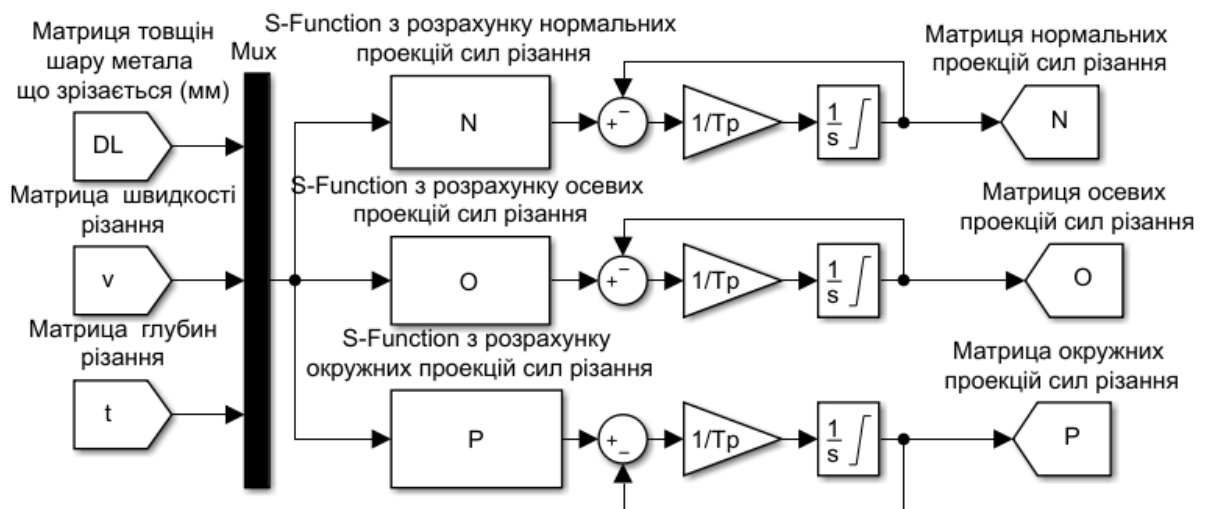 Матриця товщін
шару метала
що зрізається (мм)
DL
Матрица швидкості
різання
v
Матрица глубин
різання
t
Mux
S-Function з розрахунку нормальних
проекцій сил різання
N
+
−
1/Tp
1
s
Матриця нормальних
проекцій сил різання
N
S-Function з розрахунку осевих
проекцій сил різання
O
+
−
1/Tp
1
s
Матриця осевих
проекцій сил різання
O
S-Function з розрахунку
окружних проекцій сил різання
P
+
−
1/Tp
1
s
Матрица окружних
проекцій сил різання
P